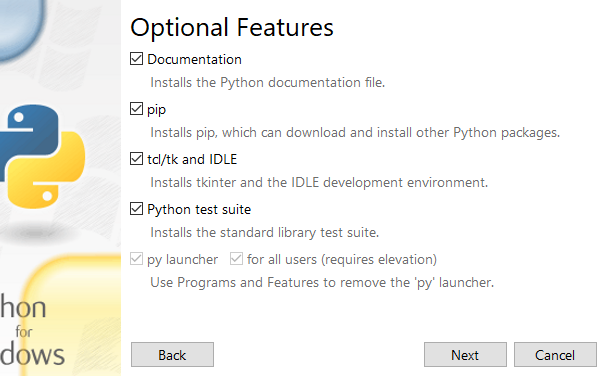 Optional Features
Documentation
Installs the Python documentation file.
pip
Installs pip, which can download and install other Python packages.
tcl/tk and IDLE
Installs tkinter and the IDLE development environment.
Python test suite
Installs the standard library test suite.
py launcher for all users (requires elevation)
Use Programs and Features to remove the 'py' launcher.
hon
for
dows
Back Next Cancel